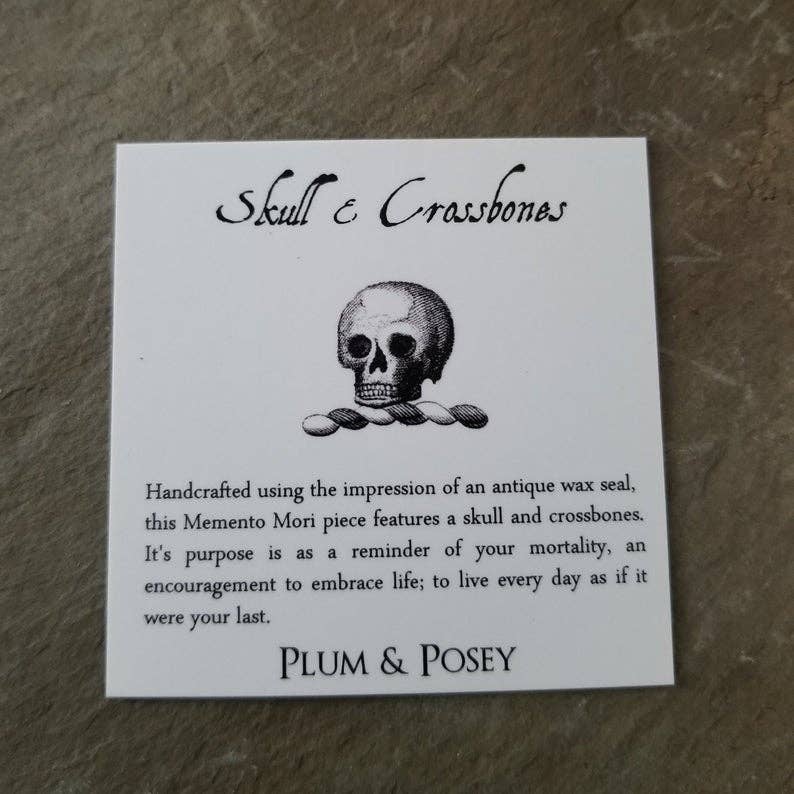 Skull & Crossbones
Handcrafted using the impression of an antique wax seal,
this Memento Mori piece features a skull and crossbones.
It's purpose is as a reminder of your mortality, an
encouragement to embrace life; to live every day as if it
were your last.
PLUM & POSEY